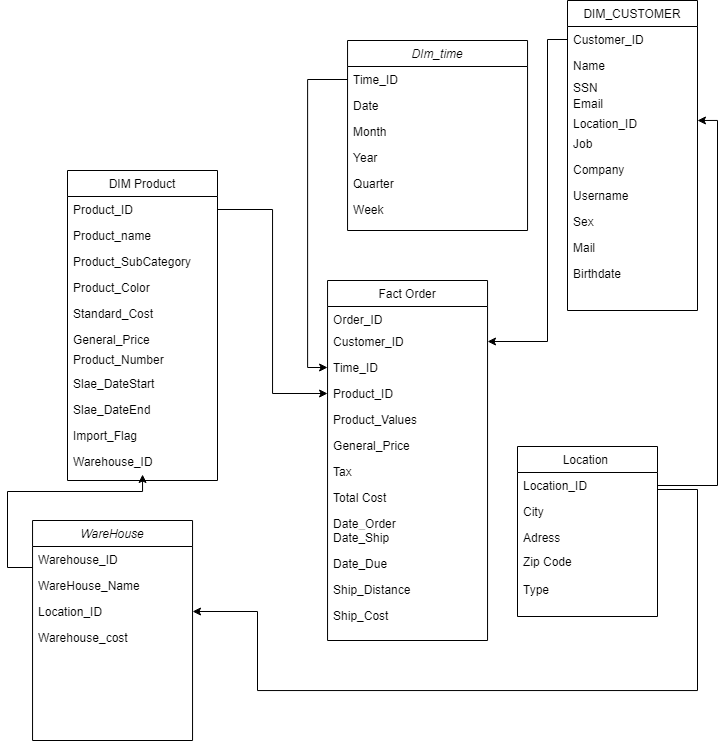 DIM_CUSTOMER
Customer_ID
Name
SSN
Email
Location_ID
Job
Company
Username
Sex
Mail
Birthdate
DIm_time
Time_ID
Date
Month
Year
Quarter
Week
DIM Product
Product_ID
Product_name
Product_SubCategory
Product_Color
Standard_Cost
General_Price
Product_Number
Slae_DateStart
Slae_DateEnd
Import_Flag
Warehouse_ID
Fact Order
Order_ID
Customer_ID
Time_ID
Product_ID
Product_Values
General_Price
Tax
Total Cost
Date_Order
Date_Ship
Date_Due
Ship_Distance
Ship_Cost
Location
Location_ID
City
Adress
Zip Code
Type
WareHouse
Warehouse_ID
WareHouse_Name
Location_ID
Warehouse_cost